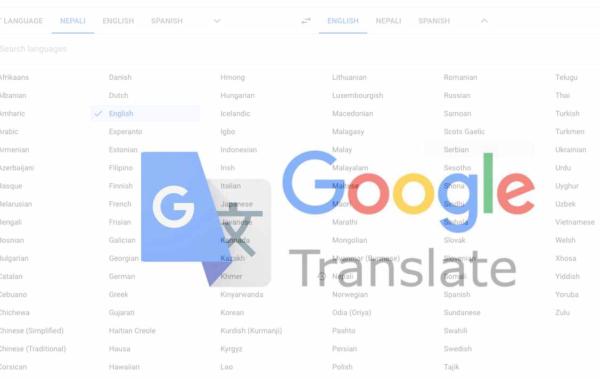 T LANGUAGE NEPALI ENGLISH SPANISH ENGLISH NEPALI SPANISH
Search languages
Afrikaans Danish Hmong Lithuanian Romanian Telugu
Albanian Dutch Hungarian Luxembourgish Russian Thai
Amharic English Icelandic Macedonian Samoan Turkish
Arabic Esperanto Igbo Malagasy Scots Gaelic Turkmen
Armenian Estonian Indonesian Malay Serbian Ukrainian
Azerbaijani Filipino Irish Malayalam Sesotho Urdu
Basque Finnish Italian Maltese Shona Uyghur
Belarusian French Japanese Maori Sindhi Uzbek
Bengali Frisian Javanese Marathi Sinhala Vietnamese
Bosnian Galician Kannada Mongolian Slovak Welsh
Bulgarian Georgian Kazakh Myanmar (Burmese) Slovenian Xhosa
Catalan German Khmer Nepali Somali Yiddish
Cebuano Greek Kinyarwanda Norwegian Spanish Yoruba
Chichewa Gujarati Korean Odia (Oriya) Sundanese Zulu
Chinese (Simplified) Haitian Creole Kurdish (Kurmanji) Pashto Swahili
Chinese (Traditional) Hausa Kyrgyz Persian Swedish
Corsican Hawaiian Lao Polish Tajik
G 文
Google
Translate